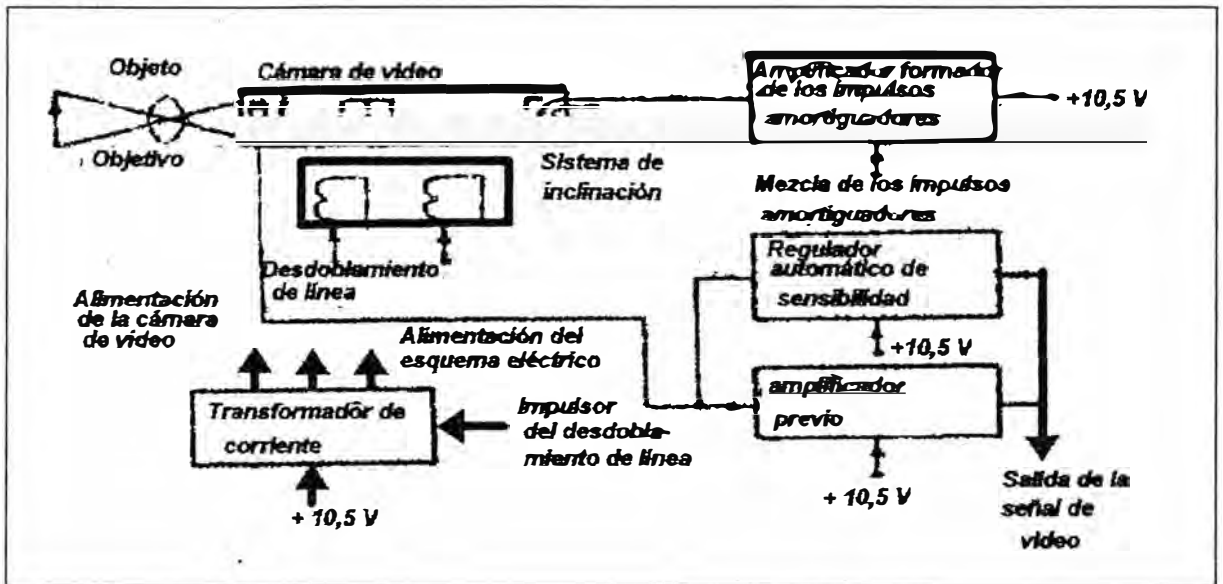 Objeto
Cámara de video
Amplificador formador
de los impulsos
amortiguadores
+10,5 V
Objetivo
Sistema de
inclinación
Mezcla de los impulsos
amortiguadores
Regulador
automático de
sensibilidad
Desdoblamiento
de línea
Alimentación
de la cámara
de video
Alimentación del
esquema eléctrico
+10,5 V
amplificador
previo
Transformador de
corriente
Impulsor
del desdobla-
miento de línea
+ 10,5 V
+ 10,5 V
Salida de la
señal de
video